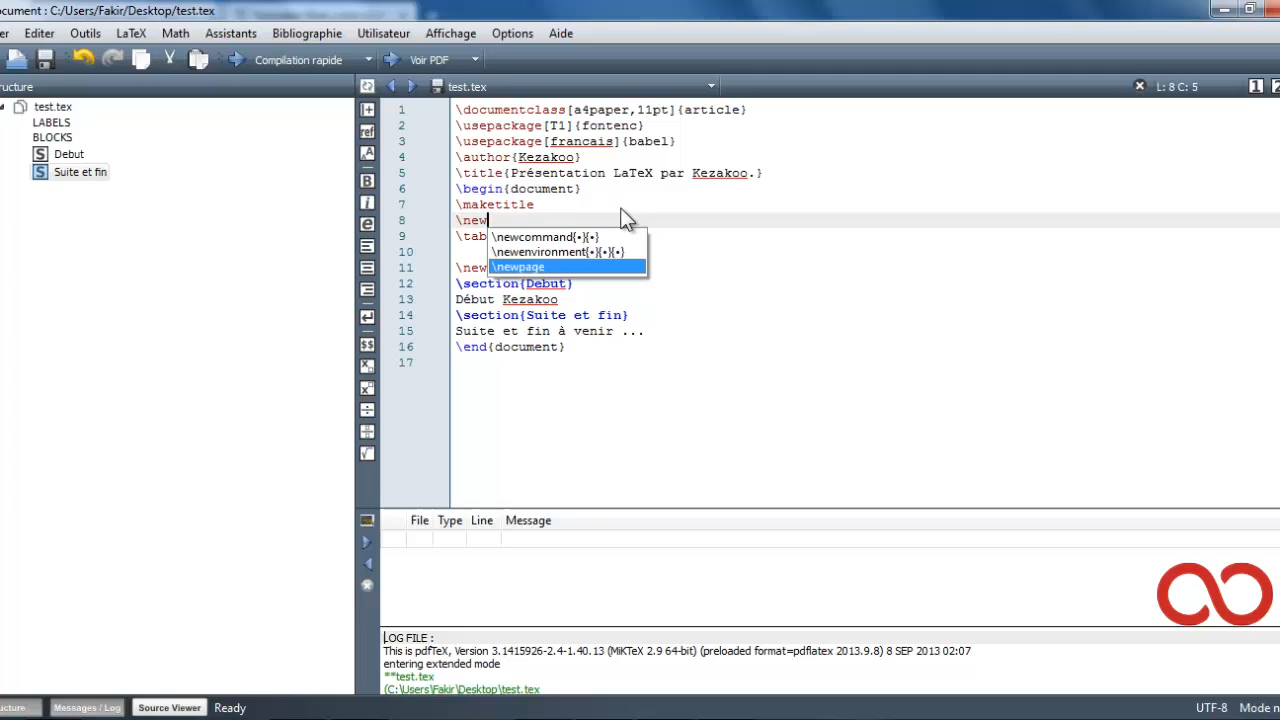 ocument : C:/Users/Fakir/Desktop/test.tex
er Editer Outils LaTeX Math Assistants Bibliographie Utilisateur Affichage Options Aide
Compilation rapide Voir PDF
ructure test.tex L: 8 C: 5 1 2
test.tex
LABELS
BLOCKS
S Debut
S Suite et fin
ref
A
B
i
e
$$
1 \documentclass[a4paper,11pt]{article}
2 \usepackage[T1]{fontenc}
3 \usepackage[francais]{babel}
4 \author{Kezakoo}
5 \title{Présentation LaTeX par Kezakoo.}
6 \begin{document}
7 \maketitle
8 \new
9 \tab
10
11 \new
\newcommand{•}{•}
\newenvironment{•}{•}{•}
\newpage
12 \section{Debut}
13 Début Kezakoo
14 \section{Suite et fin}
15 Suite et fin à venir ...
16 \end{document}
17
File Type Line Message
LOG FILE :
This is pdfTeX, Version 3.1415926-2.4-1.40.13 (MiKTeX 2.9 64-bit) (preloaded format=pdflatex 2013.9.8) 8 SEP 2013 02:07
entering extended mode
**test.tex
(C:\Users\Fakir\Desktop\test.tex
ucture Messages / Log Source Viewer Ready UTF-8 Mode n